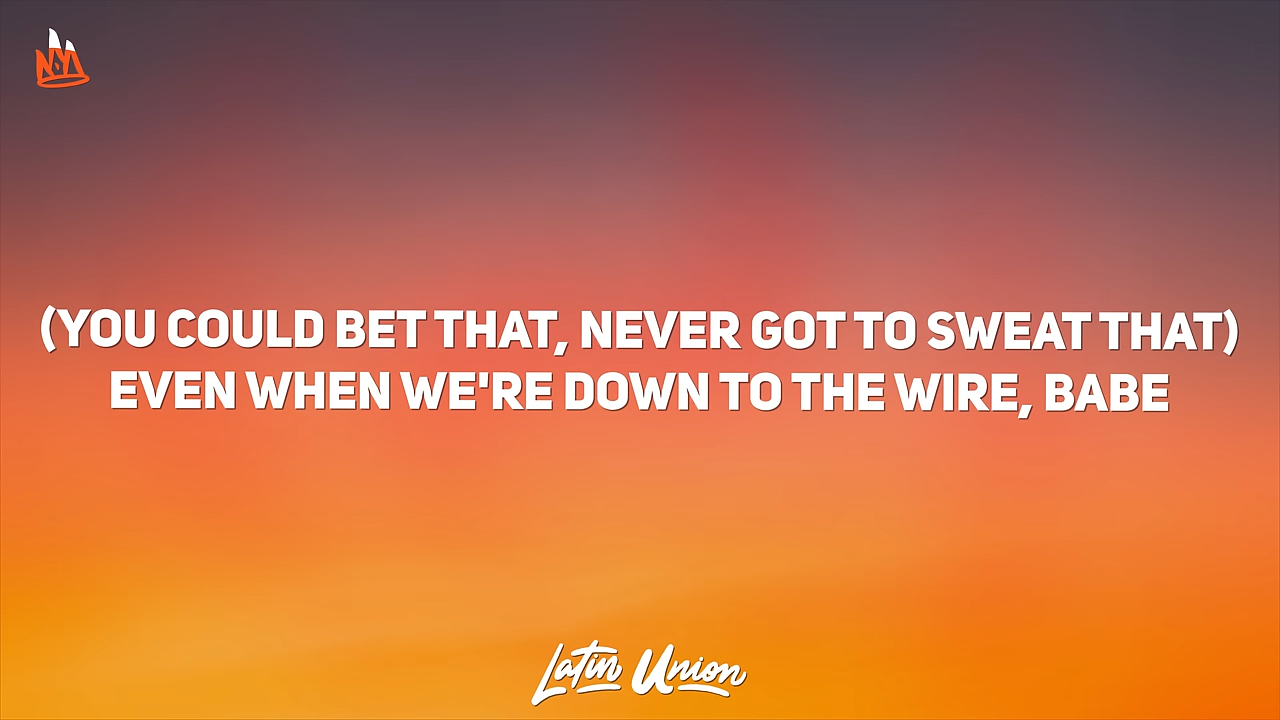 (YOU COULD BET THAT, NEVER GOT TO SWEAT THAT)
EVEN WHEN WE'RE DOWN TO THE WIRE, BABE
Latin Union